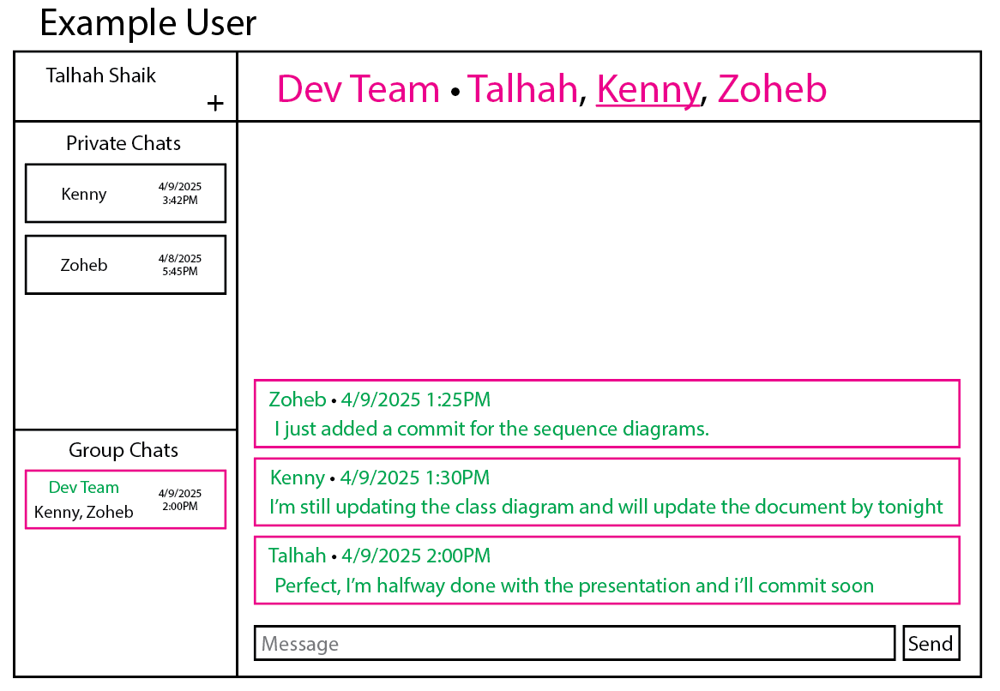 Example User
Talhah Shaik
+
Private Chats
Kenny
4/9/2025
3:42PM
Zoheb
4/8/2025
5:45PM
Group Chats
Dev Team
Kenny, Zoheb
4/9/2025
2:00PM
Dev Team • Talhah, Kenny, Zoheb
Zoheb • 4/9/2025 1:25PM
I just added a commit for the sequence diagrams.
Kenny • 4/9/2025 1:30PM
I’m still updating the class diagram and will update the document by tonight
Talhah • 4/9/2025 2:00PM
Perfect, I’m halfway done with the presentation and i’ll commit soon
Message
Send